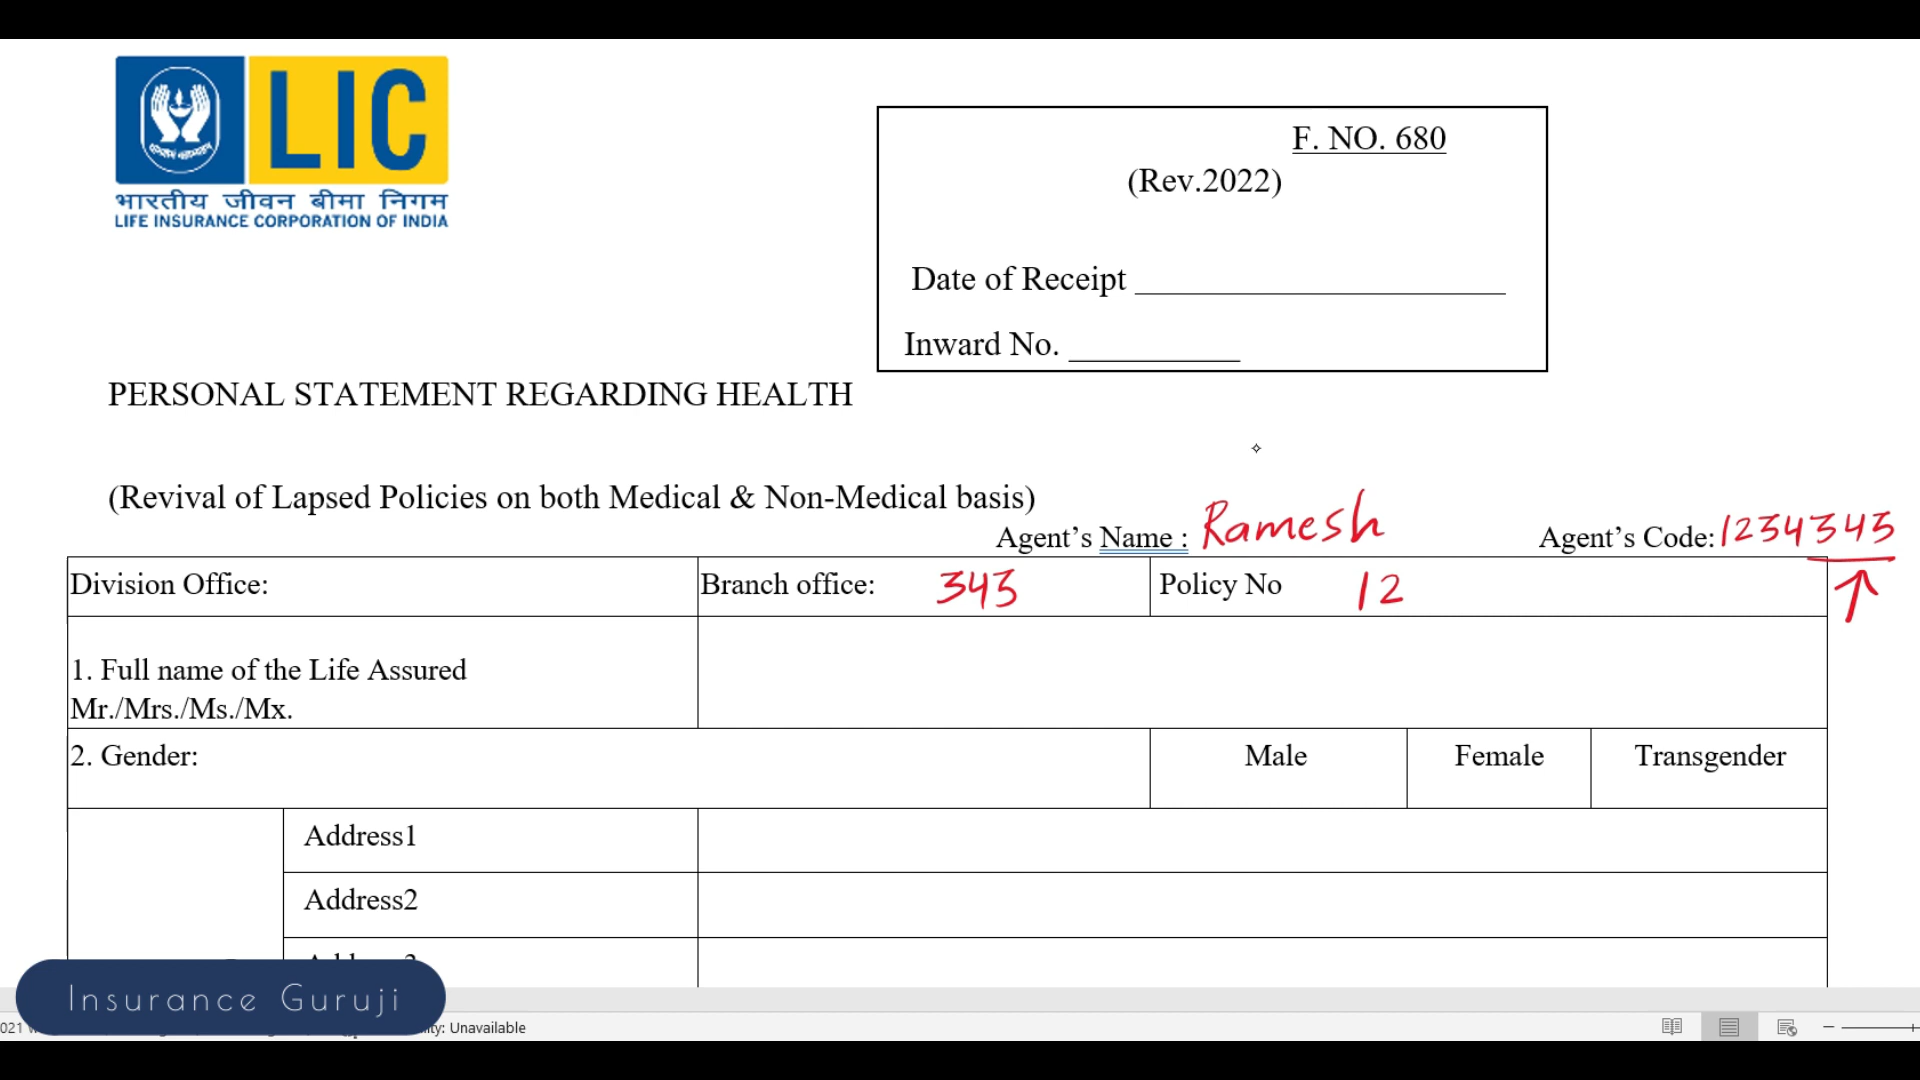 LIC
भारतीय जीवन बीमा निगम
LIFE INSURANCE CORPORATION OF INDIA
F. NO. 680
(Rev.2022)
Date of Receipt
Inward No.
PERSONAL STATEMENT REGARDING HEALTH
(Revival of Lapsed Policies on both Medical & Non-Medical basis)
Agent's Name : Ramesh Agent's Code: 1234345
Division Office: Branch office: 345 Policy No 12
1. Full name of the Life Assured
Mr./Mrs./Ms./Mx.
2. Gender: Male Female Transgender
Address1
Address2
Insurance Guruji
021 Unavailable